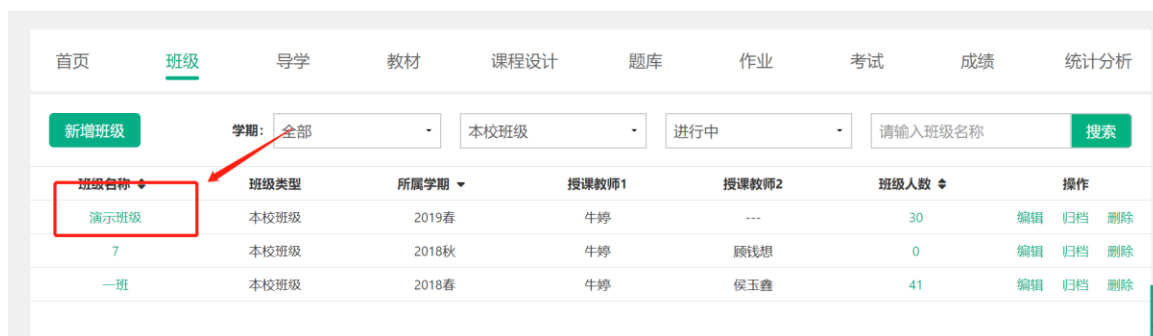 首页 班级 导学 教材 课程设计 题库 作业 考试 成绩 统计分析
新增班级 学期： 全部 本校班级 进行中 请输入班级名称 搜索
班级名称 班级类型 所属学期 授课教师1 授课教师2 班级人数 操作
演示班级 本校班级 2019春 牛婷 --- 30 编辑 归档 删除
7 本校班级 2018秋 牛婷 顾钱想 0 编辑 归档 删除
一班 本校班级 2018春 牛婷 侯玉鑫 41 编辑 归档 删除